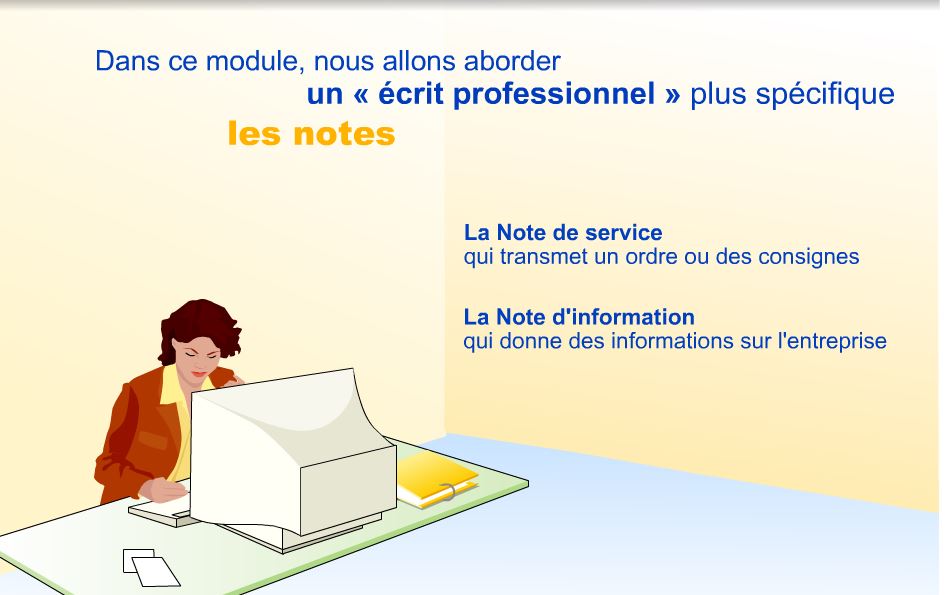 Dans ce module, nous allons aborder
un « écrit professionnel » plus spécifique
les notes
La Note de service
qui transmet un ordre ou des consignes
La Note d'information
qui donne des informations sur l'entreprise